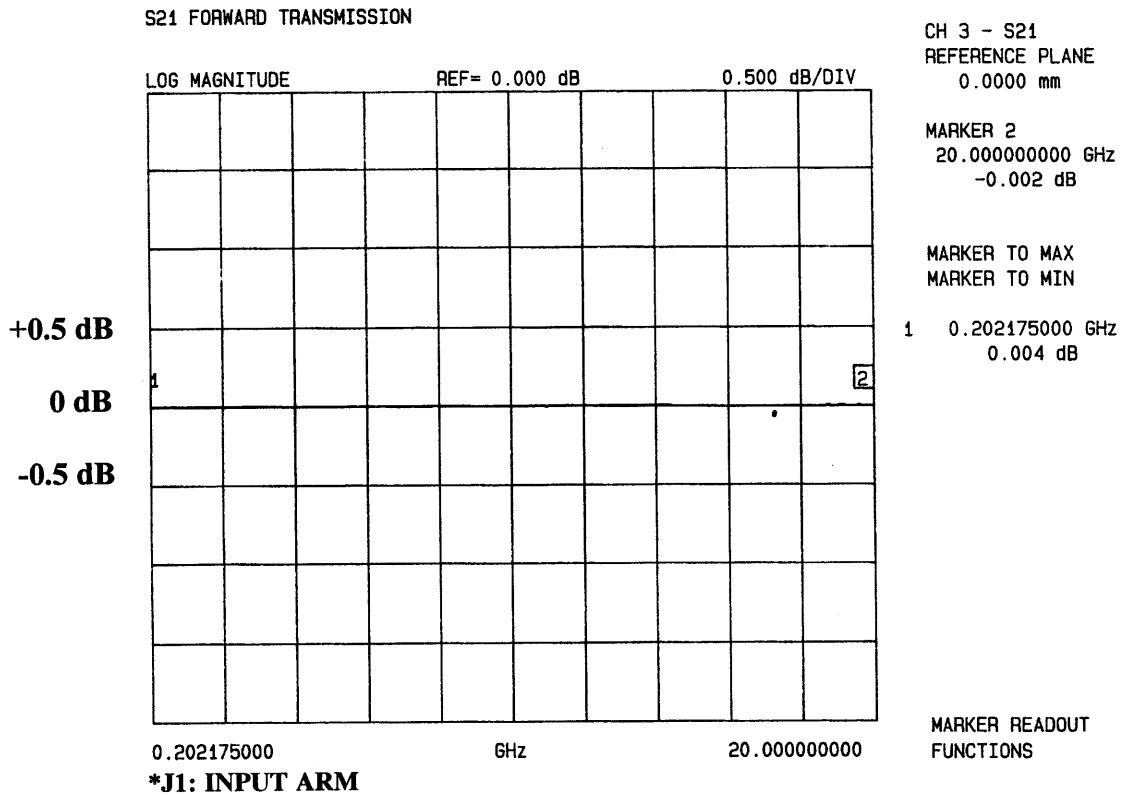 S21 FORWARD TRANSMISSION
LOG MAGNITUDE REF= 0.000 dB 0.500 dB/DIV
CH 3 - S21
REFERENCE PLANE
0.0000 mm
MARKER 2
20.000000000 GHz
-0.002 dB
MARKER TO MAX
MARKER TO MIN
1 0.202175000 GHz
0.004 dB
+0.5 dB
1
2
0 dB
-0.5 dB
MARKER READOUT
FUNCTIONS
0.202175000 GHz 20.000000000
*J1: INPUT ARM